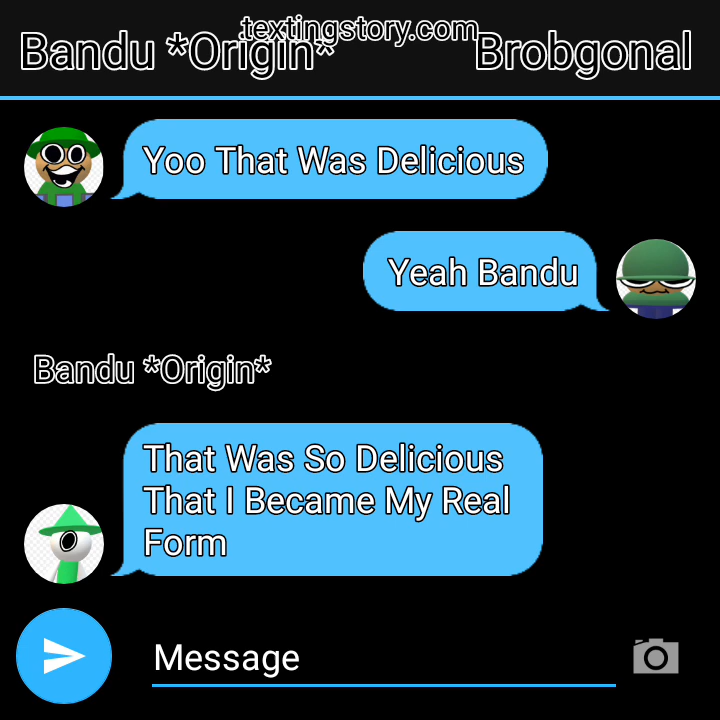 textingstory.com
Bandu *Origin*
Brobgonal
Yoo That Was Delicious
Yeah Bandu
Bandu *Origin*
That Was So Delicious
That I Became My Real
Form
Message